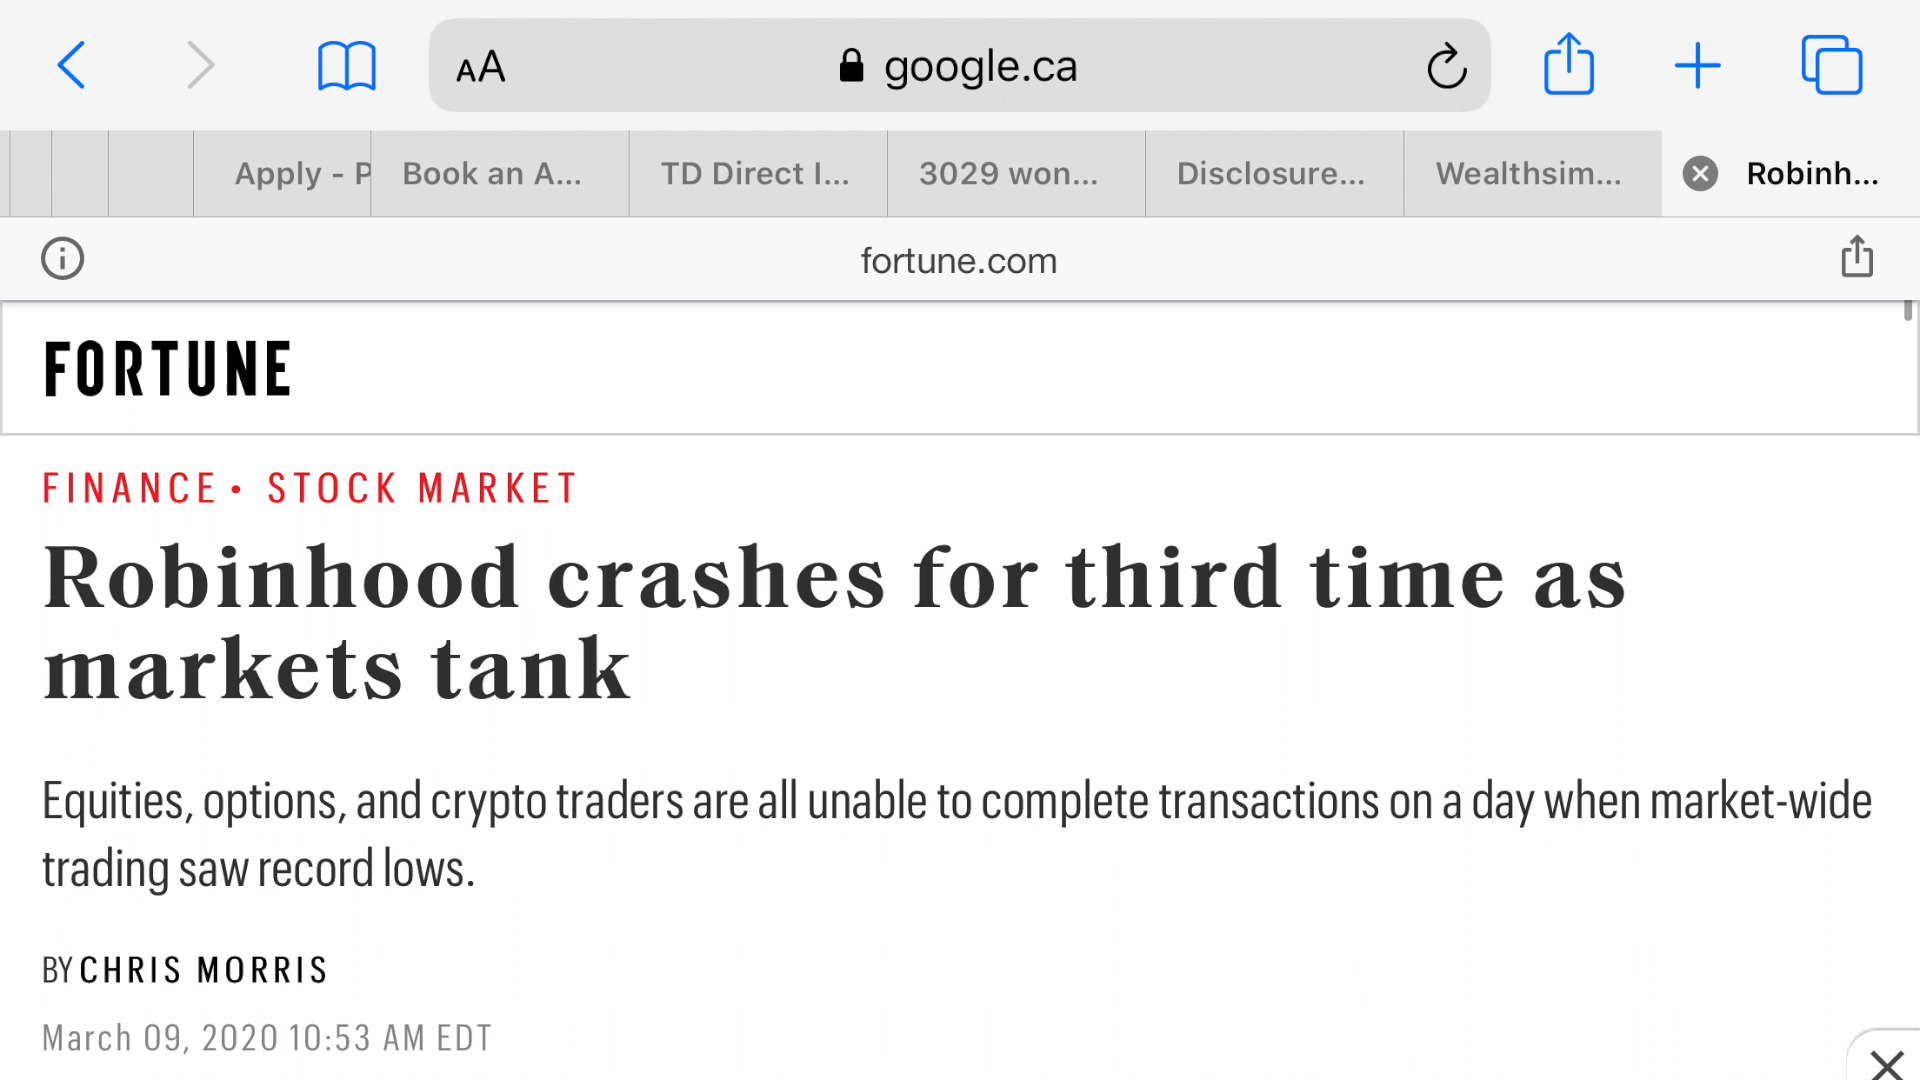 AA google.ca
Apply - P Book an A... TD Direct I... 3029 won... Disclosure... Wealthsim... Robinh...
fortune.com
FORTUNE
FINANCE • STOCK MARKET
Robinhood crashes for third time as
markets tank
Equities, options, and crypto traders are all unable to complete transactions on a day when market-wide
trading saw record lows.
BY CHRIS MORRIS
March 09, 2020 10:53 AM EDT